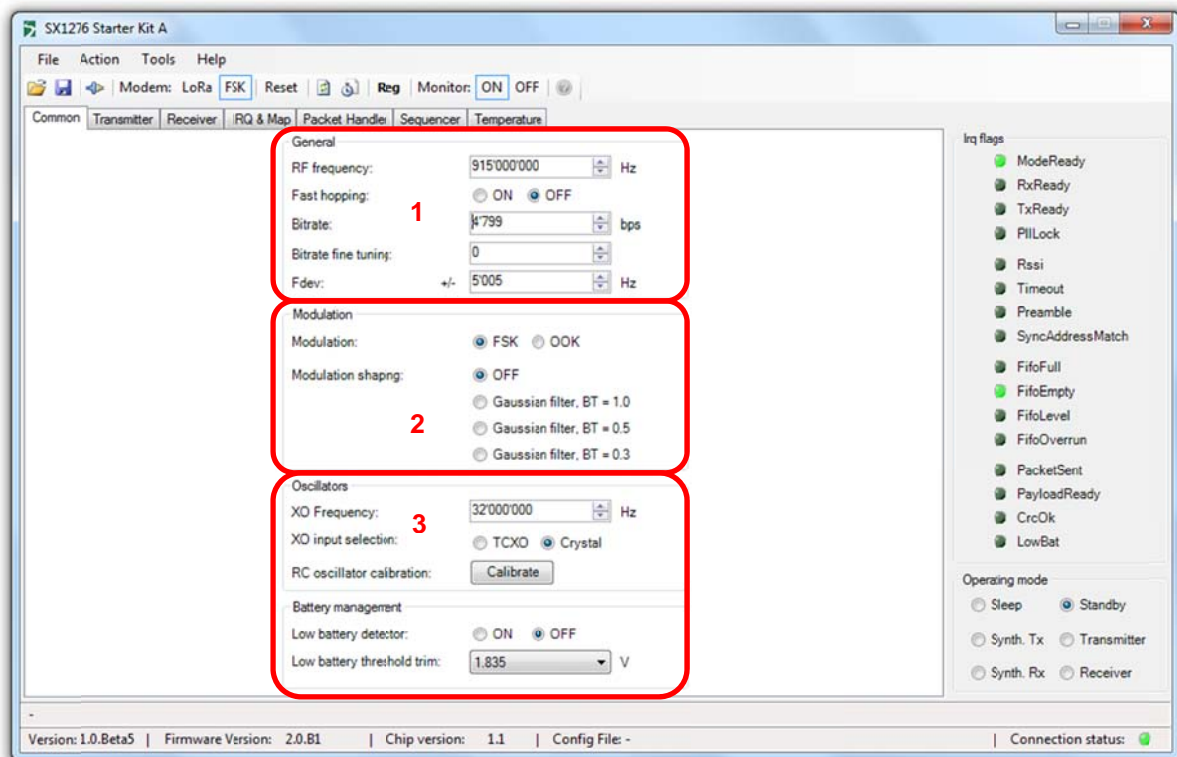 SX1276 Starter Kit A
File Action Tools Help
Modem: LoRa FSK Reset Reg Monitor: ON OFF
Common Transmitter Receiver IRQ & Map Packet Handler Sequencer Temperature
General
RF frequency: 915'000'000 Hz
Fast hopping: ON OFF
1
Bitrate: 4'799 bps
Bitrate fine tuning: 0
Fdev: +/- 5'005 Hz
Modulation
Modulation: FSK OOK
Modulation shapng: OFF
Gaussian filter, BT = 1.0
2
Gaussian filter, BT = 0.5
Gaussian filter, BT = 0.3
Oscillators
XO Frequency: 32'000'000 Hz
3
XO input selection: TCXO Crystal
RC oscillator calibration: Calibrate
Battery management
Low battery detector: ON OFF
Low battery threshold trim: 1.835 V
Irq flags
ModeReady
RxReady
TxReady
PllLock
Rssi
Timeout
Preamble
SyncAddressMatch
FifoFull
FifoEmpty
FifoLevel
FifoOverrun
PacketSent
PayloadReady
CrcOk
LowBat
Operating mode
Sleep Standby
Synth. Tx Transmitter
Synth. Rx Receiver
-
Version: 1.0.Beta5 | Firmware Version: 2.0.B1 | Chip version: 1.1 | Config File: - | Connection status: